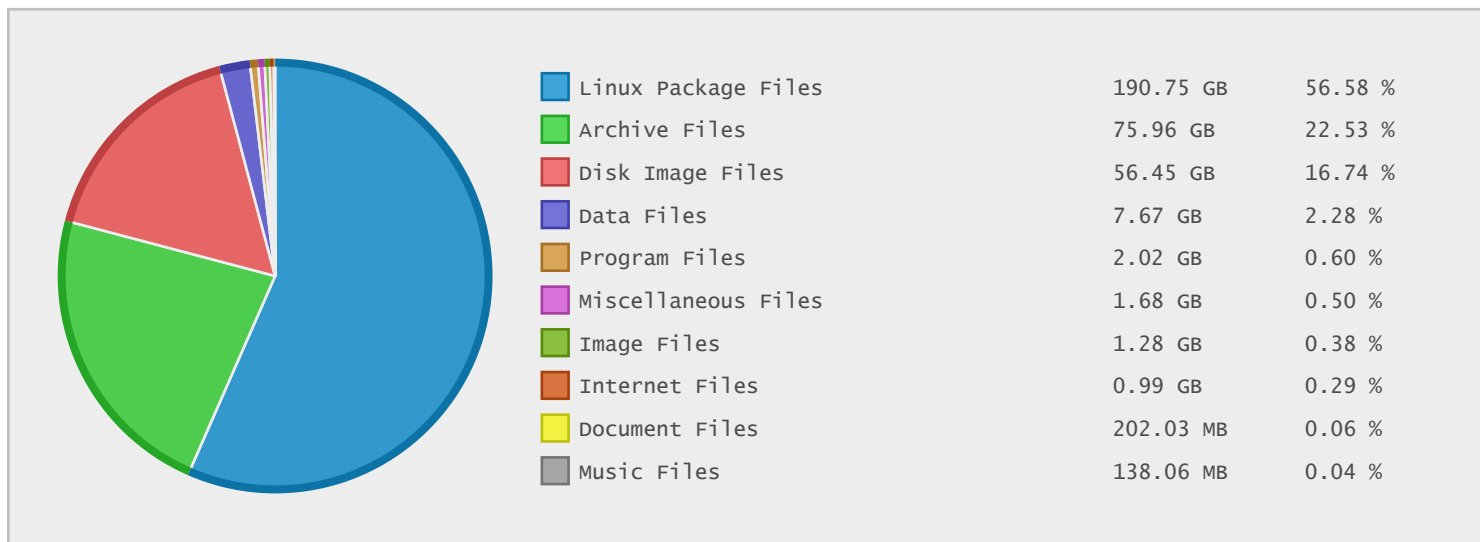 Linux Package Files 190.75 GB 56.58 %
Archive Files 75.96 GB 22.53 %
Disk Image Files 56.45 GB 16.74 %
Data Files 7.67 GB 2.28 %
Program Files 2.02 GB 0.60 %
Miscellaneous Files 1.68 GB 0.50 %
Image Files 1.28 GB 0.38 %
Internet Files 0.99 GB 0.29 %
Document Files 202.03 MB 0.06 %
Music Files 138.06 MB 0.04 %